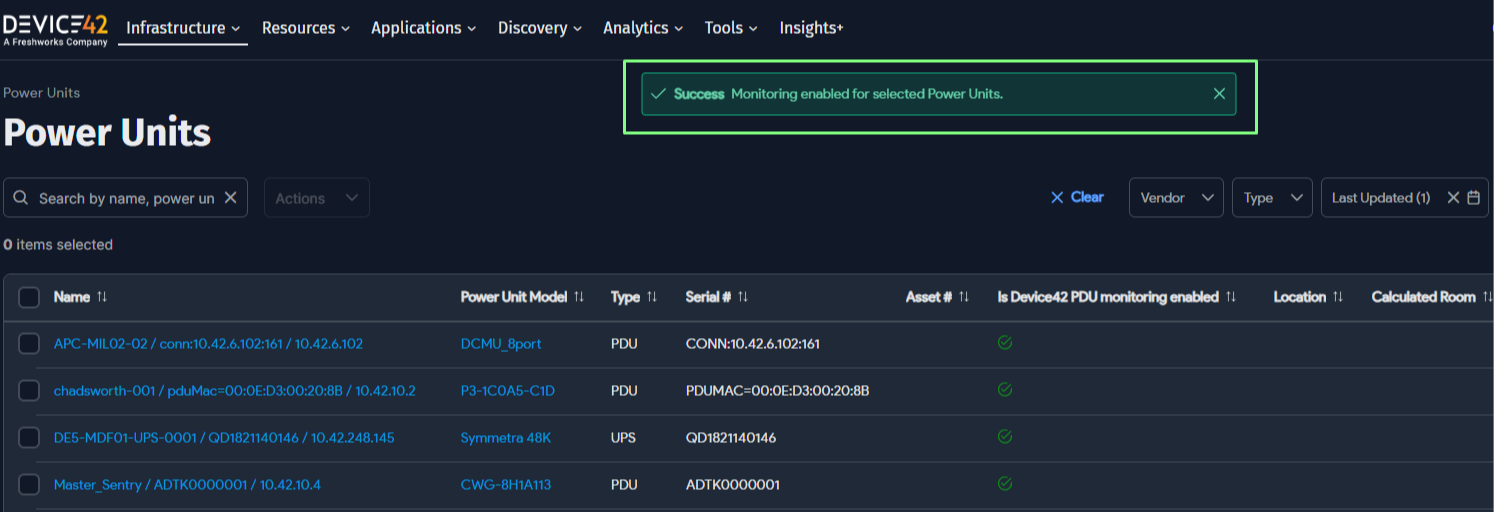 DEVICE42
A Freshworks Company
Infrastructure Resources Applications Discovery Analytics Tools Insights+
Success Monitoring enabled for selected Power Units.
Power Units
Power Units
Search by name, power un Actions Clear Vendor Type Last Updated (1)
0 items selected
Name Power Unit Model Type Serial # Asset # Is Device42 PDU monitoring enabled Location Calculated Room
APC-MIL02-02 / conn:10.42.6.102:161 / 10.42.6.102 DCMU_8port PDU CONN:10.42.6.102:161
chadsworth-001 / pduMac=00:0E:D3:00:20:8B / 10.42.10.2 P3-1C0A5-C1D PDU PDUMAC=00:0E:D3:00:20:8B
DE5-MDF01-UPS-0001 / QD1821140146 / 10.42.248.145 Symmetra 48K UPS QD1821140146
Master_Sentry / ADTK0000001 / 10.42.10.4 CWG-8H1A113 PDU ADTK0000001